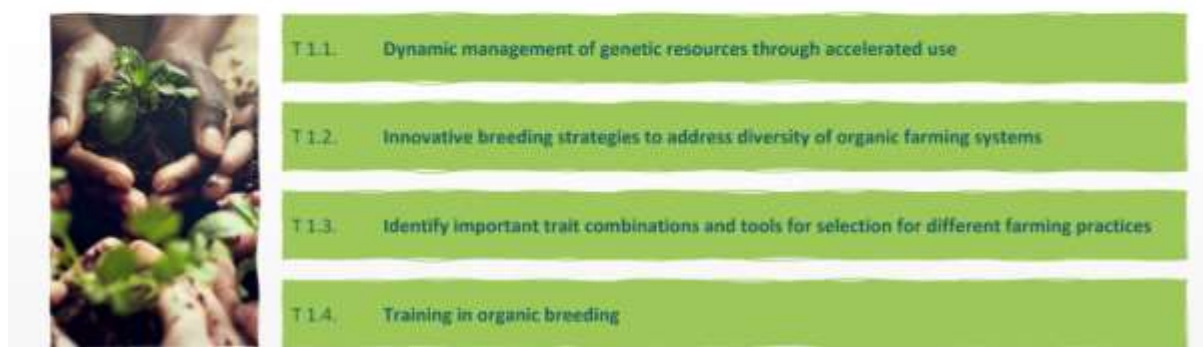 T 1.1. Dynamic management of genetic resources through accelerated use
T 1.2. Innovative breeding strategies to address diversity of organic farming systems
T 1.3. Identify important trait combinations and tools for selection for different farming practices
T 1.4. Training in organic breeding